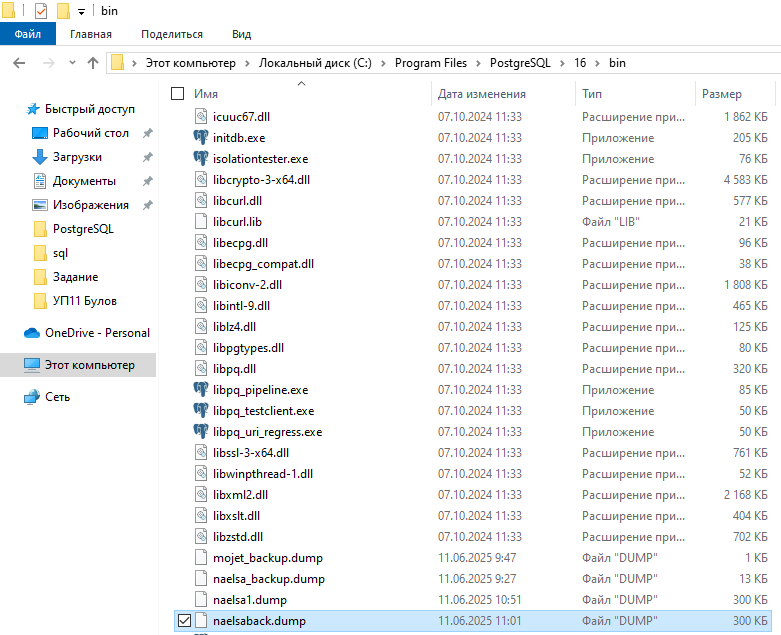 bin
Файл Главная Поделиться Вид
Этот компьютер Локальный диск (C:) Program Files PostgreSQL 16 bin
Быстрый доступ
Рабочий стол
Загрузки
Документы
Изображения
PostgreSQL
sql
Задание
УП11 Булов
OneDrive - Personal
Этот компьютер
Сеть
Имя Дата изменения Тип Размер
icuuc67.dll 07.10.2024 11:33 Расширение при... 1 862 КБ
initdb.exe 07.10.2024 11:33 Приложение 205 КБ
isolationtester.exe 07.10.2024 11:33 Приложение 76 КБ
libcrypto-3-x64.dll 07.10.2024 11:33 Расширение при... 4 583 КБ
libcurl.dll 07.10.2024 11:33 Расширение при... 577 КБ
libcurl.lib 07.10.2024 11:33 Файл "LIB" 21 КБ
libecpg.dll 07.10.2024 11:33 Расширение при... 96 КБ
libecpg_compat.dll 07.10.2024 11:33 Расширение при... 38 КБ
libiconv-2.dll 07.10.2024 11:33 Расширение при... 1 808 КБ
libintl-9.dll 07.10.2024 11:33 Расширение при... 465 КБ
liblz4.dll 07.10.2024 11:33 Расширение при... 125 КБ
libpgtypes.dll 07.10.2024 11:33 Расширение при... 80 КБ
libpq.dll 07.10.2024 11:33 Расширение при... 320 КБ
libpq_pipeline.exe 07.10.2024 11:33 Приложение 85 КБ
libpq_testclient.exe 07.10.2024 11:33 Приложение 50 КБ
libpq_uri_regress.exe 07.10.2024 11:33 Приложение 50 КБ
libssl-3-x64.dll 07.10.2024 11:33 Расширение при... 761 КБ
libwinpthread-1.dll 07.10.2024 11:33 Расширение при... 52 КБ
libxml2.dll 07.10.2024 11:33 Расширение при... 2 168 КБ
libxslt.dll 07.10.2024 11:33 Расширение при... 404 КБ
libzstd.dll 07.10.2024 11:33 Расширение при... 702 КБ
mojet_backup.dump 11.06.2025 9:47 Файл "DUMP" 1 КБ
naelsa_backup.dump 11.06.2025 9:27 Файл "DUMP" 13 КБ
naelsa1.dump 11.06.2025 10:51 Файл "DUMP" 300 КБ
naelsaback.dump 11.06.2025 11:01 Файл "DUMP" 300 КБ